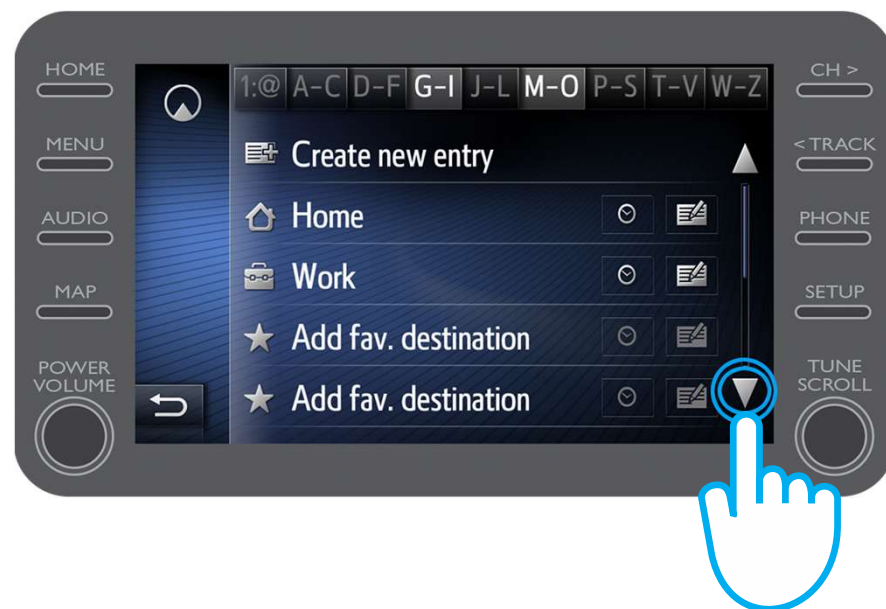 HOME
MENU
AUDIO
MAP
POWER
VOLUME
1:@ A-C D-F G-I J-L M-O P-S T-V W-Z
Create new entry
Home
Work
Add fav. destination
Add fav. destination
CH >
< TRACK
PHONE
SETUP
TUNE
SCROLL